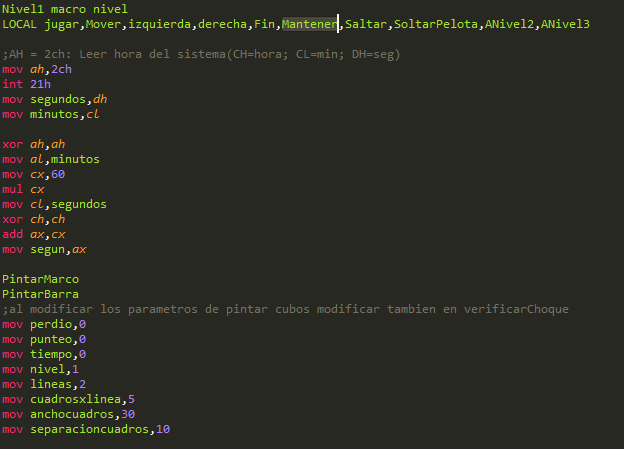 Nivel1 macro nivel
LOCAL jugar,Mover,izquierda,derecha,Fin,Mantener,Saltar,SoltarPelota,ANivel2,ANivel3
;AH = 2ch: Leer hora del sistema(CH=hora; CL=min; DH=seg)
mov ah,2ch
int 21h
mov segundos,dh
mov minutos,cl
xor ah,ah
mov al,minutos
mov cx,60
mul cx
mov cl,segundos
xor ch,ch
add ax,cx
mov segun,ax
PintarMarco
PintarBarra
;al modificar los parametros de pintar cubos modificar tambien en verificarChoque
mov perdio,0
mov punteo,0
mov tiempo,0
mov nivel,1
mov lineas,2
mov cuadrosxlinea,5
mov anchocuadros,30
mov separacioncuadros,10